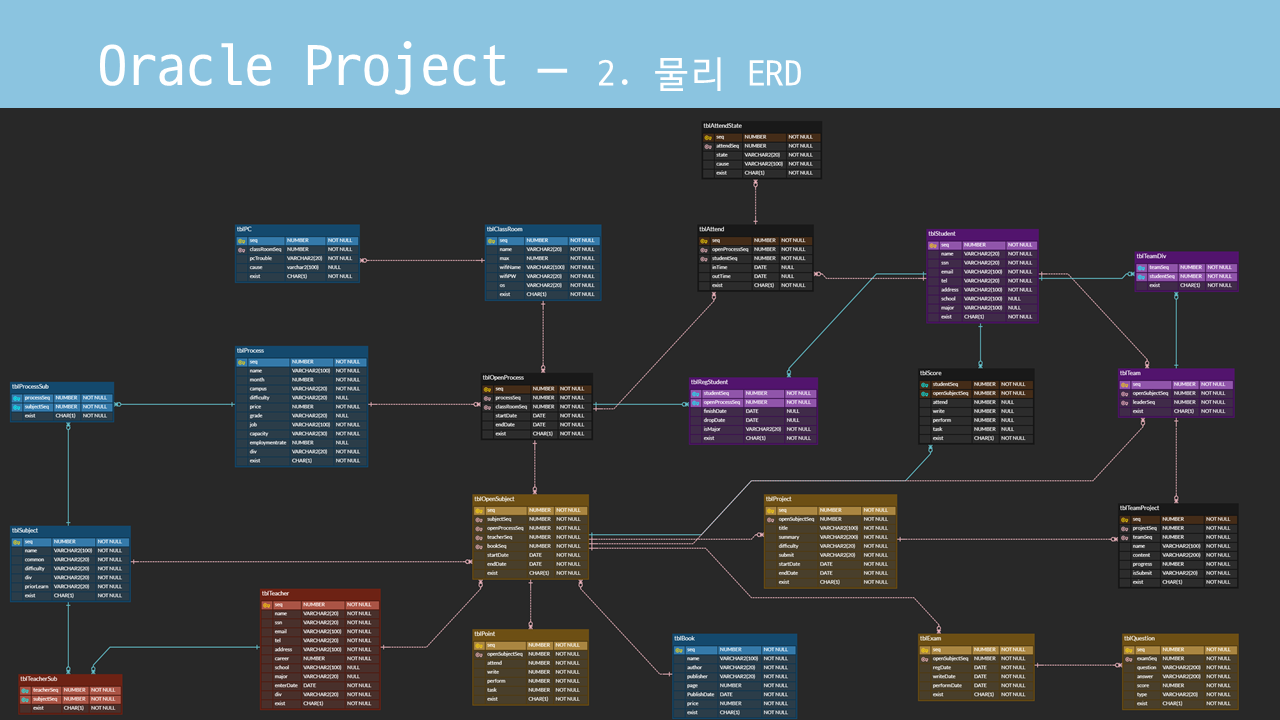 Oracle Project – 2. 물리 ERD
tblAttendState
seq NUMBER NOT NULL
attendSeq NUMBER NOT NULL
state VARCHAR2(20) NOT NULL
cause VARCHAR2(100) NOT NULL
exist CHAR(1) NOT NULL
tblPC
seq NUMBER NOT NULL
classRoomSeq NUMBER NOT NULL
pcTrouble VARCHAR2(20) NOT NULL
cause varchar2(100) NULL
exist CHAR(1) NOT NULL
tblClassRoom
seq NUMBER NOT NULL
name VARCHAR2(20) NOT NULL
max NUMBER NOT NULL
wifiName VARCHAR2(100) NOT NULL
wifiPW VARCHAR2(20) NOT NULL
os VARCHAR2(20) NOT NULL
exist CHAR(1) NOT NULL
tblAttend
seq NUMBER NOT NULL
openProcessSeq NUMBER NOT NULL
studentSeq NUMBER NOT NULL
inTime DATE NULL
outTime DATE NULL
exist CHAR(1) NOT NULL
tblStudent
seq NUMBER NOT NULL
name VARCHAR2(20) NOT NULL
ssn VARCHAR2(20) NOT NULL
email VARCHAR2(100) NOT NULL
tel VARCHAR2(20) NOT NULL
address VARCHAR2(100) NOT NULL
school VARCHAR2(100) NULL
major VARCHAR2(100) NULL
exist CHAR(1) NOT NULL
tblTeamDiv
teamSeq NUMBER NOT NULL
studentSeq NUMBER NOT NULL
exist CHAR(1) NOT NULL
tblProcessSub
processSeq NUMBER NOT NULL
subjectSeq NUMBER NOT NULL
exist CHAR(1) NOT NULL
tblProcess
seq NUMBER NOT NULL
name VARCHAR2(100) NOT NULL
month NUMBER NOT NULL
campus VARCHAR2(20) NOT NULL
difficulty VARCHAR2(20) NULL
price NUMBER NOT NULL
grade VARCHAR2(20) NULL
job VARCHAR2(100) NOT NULL
capacity VARCHAR2(20) NOT NULL
employmentrate NUMBER NULL
div VARCHAR2(20) NOT NULL
exist CHAR(1) NOT NULL
tblOpenProcess
seq NUMBER NOT NULL
processSeq NUMBER NOT NULL
classRoomSeq NUMBER NOT NULL
startDate DATE NOT NULL
endDate DATE NOT NULL
exist CHAR(1) NOT NULL
tblRegStudent
studentSeq NUMBER NOT NULL
openProcessSeq NUMBER NOT NULL
finishDate DATE NULL
dropDate DATE NULL
isMajor VARCHAR2(20) NOT NULL
exist CHAR(1) NOT NULL
tblScore
studentSeq NUMBER NOT NULL
openSubjectSeq NUMBER NOT NULL
attend NUMBER NULL
write NUMBER NULL
perform NUMBER NULL
task NUMBER NULL
exist CHAR(1) NOT NULL
tblTeam
seq NUMBER NOT NULL
openSubjectSeq NUMBER NOT NULL
leaderSeq NUMBER NOT NULL
exist CHAR(1) NOT NULL
tblSubject
seq NUMBER NOT NULL
name VARCHAR2(100) NOT NULL
common VARCHAR2(20) NOT NULL
difficulty VARCHAR2(20) NOT NULL
div VARCHAR2(20) NOT NULL
priorLearn VARCHAR2(20) NOT NULL
exist CHAR(1) NOT NULL
tblOpenSubject
seq NUMBER NOT NULL
subjectSeq NUMBER NOT NULL
openProcessSeq NUMBER NOT NULL
teacherSeq NUMBER NOT NULL
bookSeq NUMBER NOT NULL
startDate DATE NOT NULL
endDate DATE NOT NULL
exist CHAR(1) NOT NULL
tblProject
seq NUMBER NOT NULL
openSubjectSeq NUMBER NOT NULL
title VARCHAR2(100) NOT NULL
summary VARCHAR2(200) NOT NULL
difficulty VARCHAR2(20) NOT NULL
submit VARCHAR2(20) NOT NULL
startDate DATE NOT NULL
endDate DATE NOT NULL
exist CHAR(1) NOT NULL
tblTeamProject
seq NUMBER NOT NULL
projectSeq NUMBER NOT NULL
teamSeq NUMBER NOT NULL
name VARCHAR2(100) NOT NULL
content VARCHAR2(200) NOT NULL
progress NUMBER NOT NULL
isSubmit VARCHAR2(20) NOT NULL
exist CHAR(1) NOT NULL
tblTeacher
seq NUMBER NOT NULL
name VARCHAR2(20) NOT NULL
ssn VARCHAR2(20) NOT NULL
email VARCHAR2(100) NOT NULL
tel VARCHAR2(20) NOT NULL
address VARCHAR2(100) NOT NULL
career NUMBER NOT NULL
school VARCHAR2(100) NULL
major VARCHAR2(20) NULL
enterDate DATE NOT NULL
div VARCHAR2(20) NOT NULL
exist CHAR(1) NOT NULL
tblTeacherSub
teacherSeq NUMBER NOT NULL
subjectSeq NUMBER NOT NULL
exist CHAR(1) NOT NULL
tblPoint
seq NUMBER NOT NULL
openSubjectSeq NUMBER NOT NULL
attend NUMBER NOT NULL
write NUMBER NOT NULL
perform NUMBER NOT NULL
task NUMBER NOT NULL
exist CHAR(1) NOT NULL
tblBook
seq NUMBER NOT NULL
name VARCHAR2(100) NOT NULL
author VARCHAR2(20) NOT NULL
publisher VARCHAR2(20) NOT NULL
page NUMBER NOT NULL
PublishDate DATE NOT NULL
price NUMBER NOT NULL
exist CHAR(1) NOT NULL
tblExam
seq NUMBER NOT NULL
openSubjectSeq NUMBER NOT NULL
regDate DATE NOT NULL
writeDate DATE NOT NULL
performDate DATE NOT NULL
exist CHAR(1) NOT NULL
tblQuestion
seq NUMBER NOT NULL
examSeq NUMBER NOT NULL
question VARCHAR2(200) NOT NULL
answer VARCHAR2(200) NOT NULL
score NUMBER NOT NULL
type VARCHAR2(20) NOT NULL
exist CHAR(1) NOT NULL